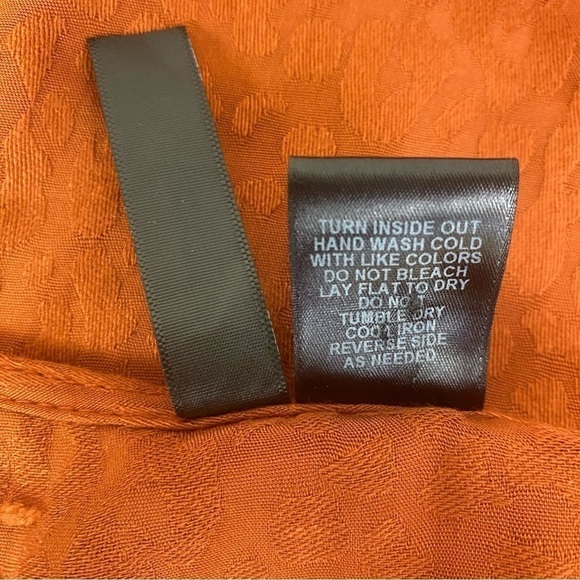 TURN INSIDE OUT
HAND WASH COLD
WITH LIKE COLORS
DO NOT BLEACH
LAY FLAT TO DRY
DO NOT
TUMBLE DRY
COOL IRON
REVERSE SIDE
AS NEEDED